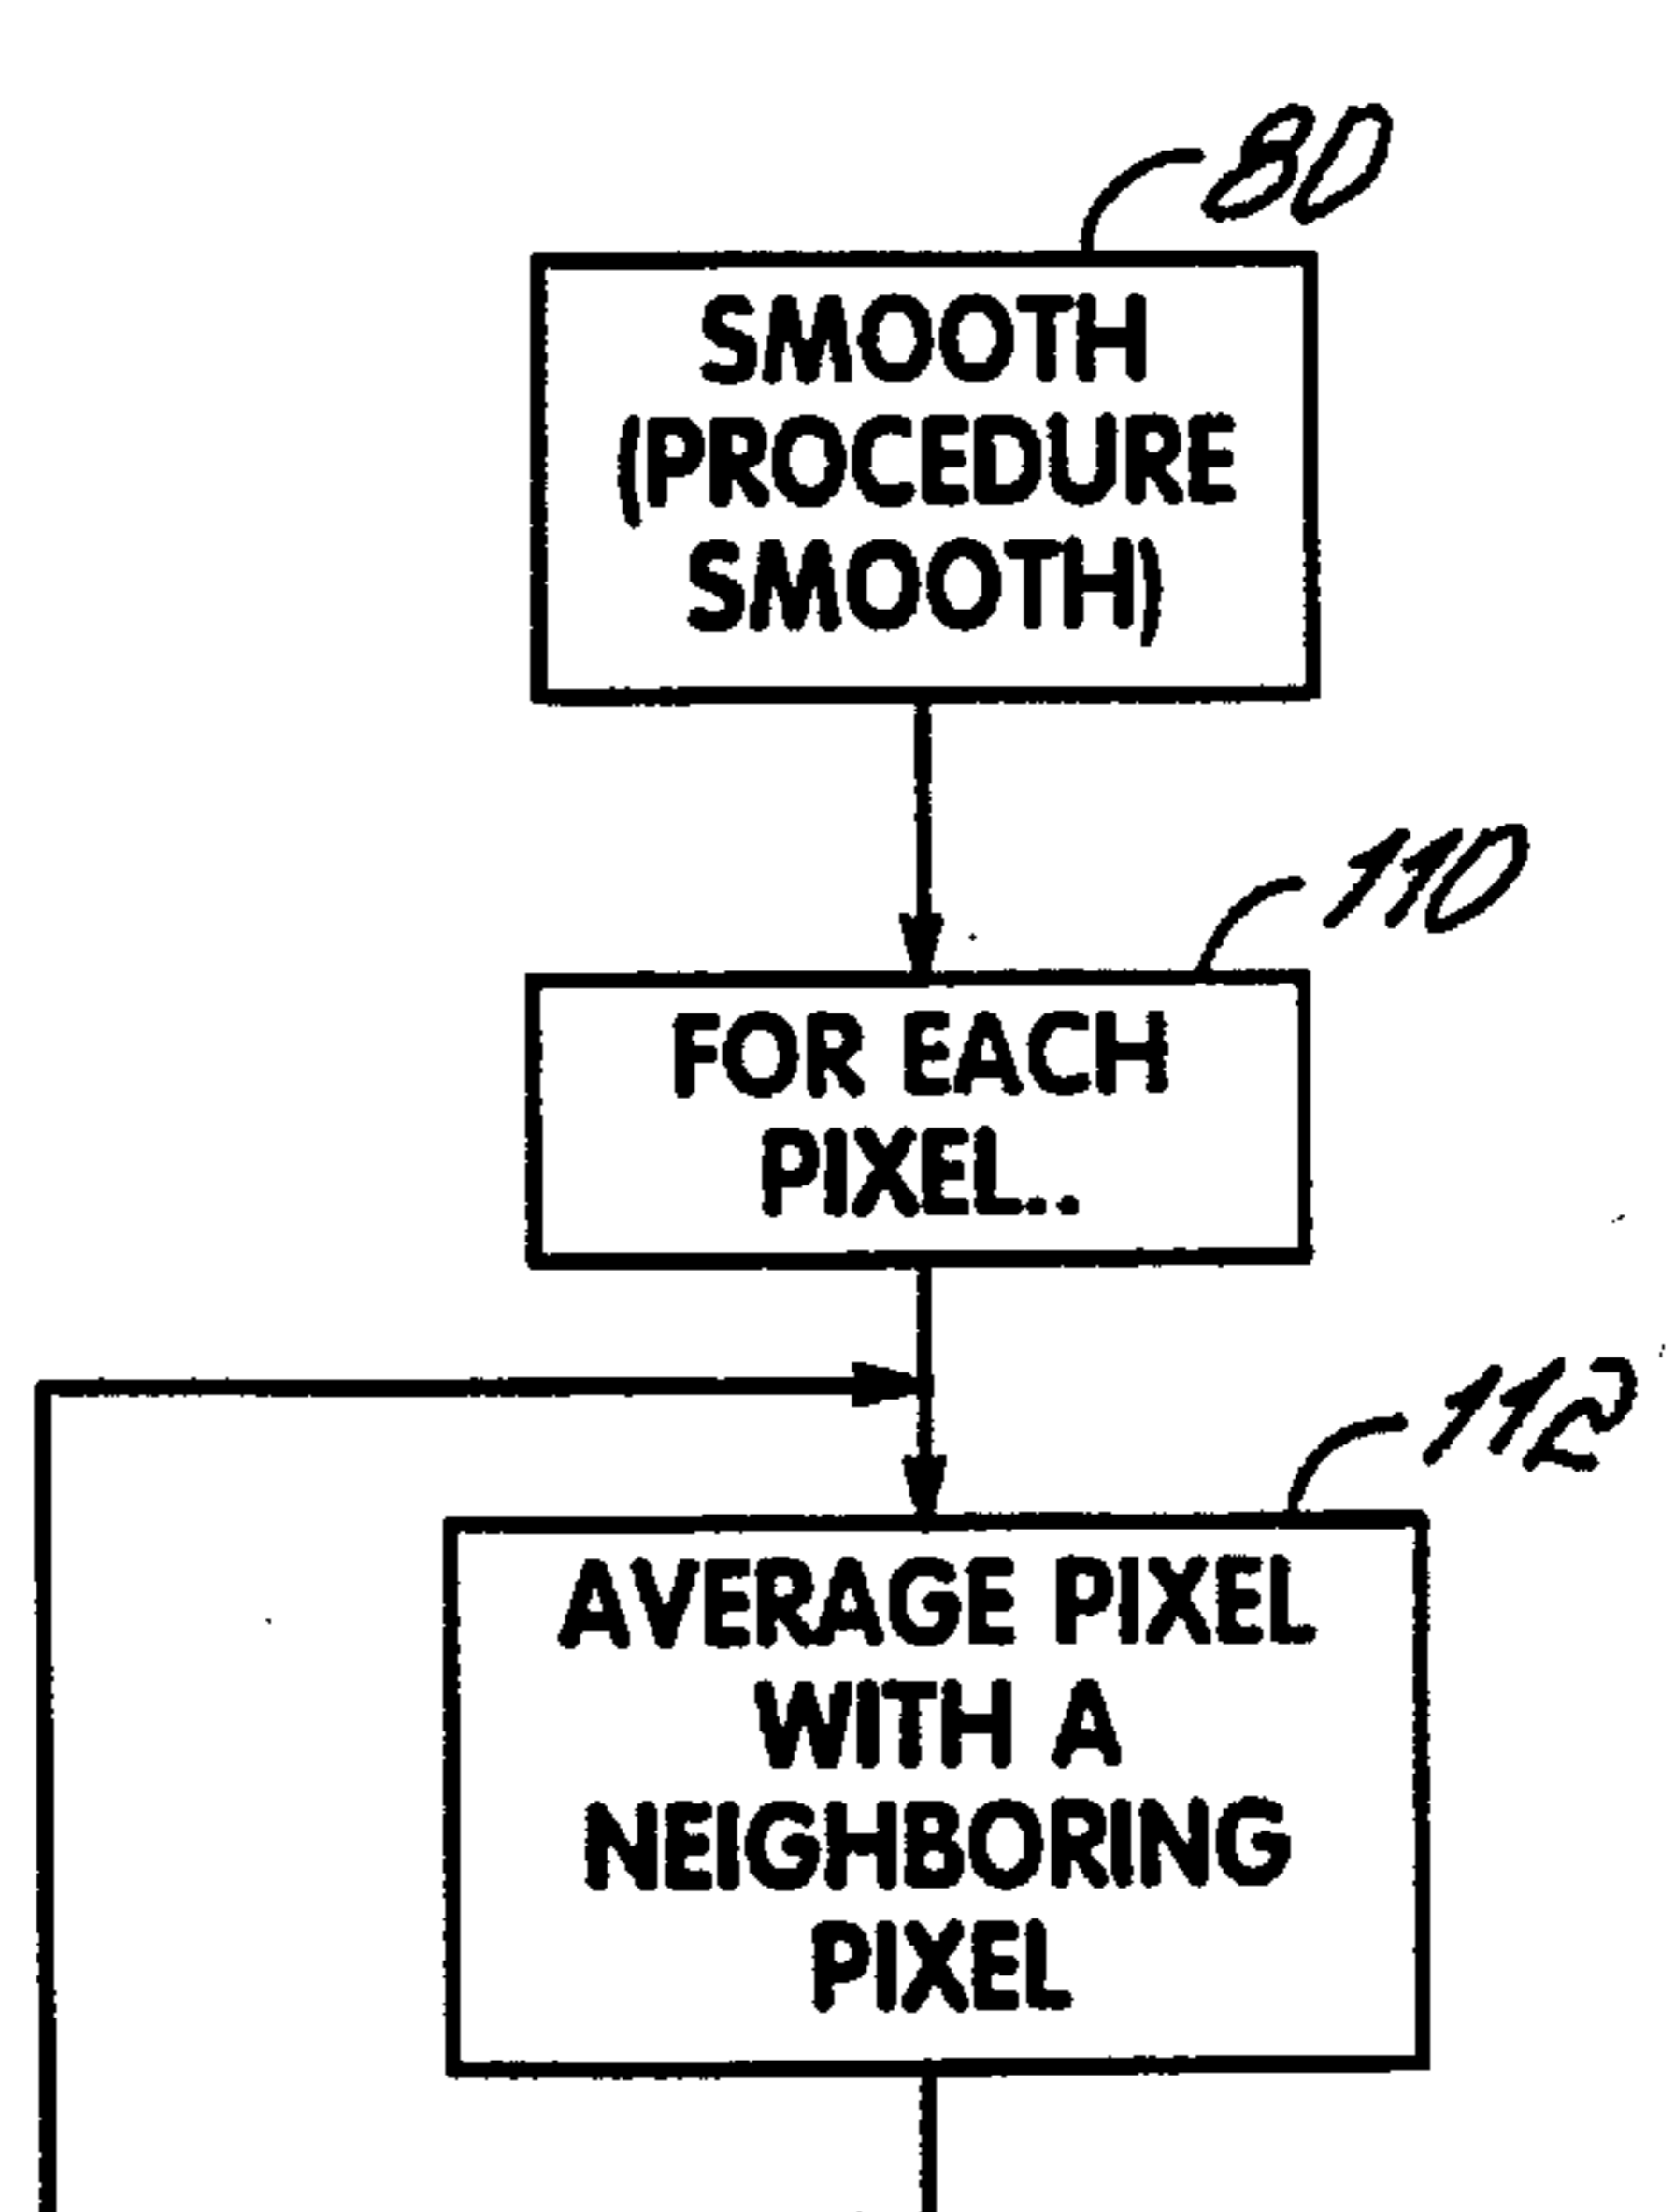 80
SMOOTH
(PROCEDURE
SMOOTH)
110
FOR EACH
PIXEL..
112
AVERAGE PIXEL
WITH A
NEIGHBORING
PIXEL